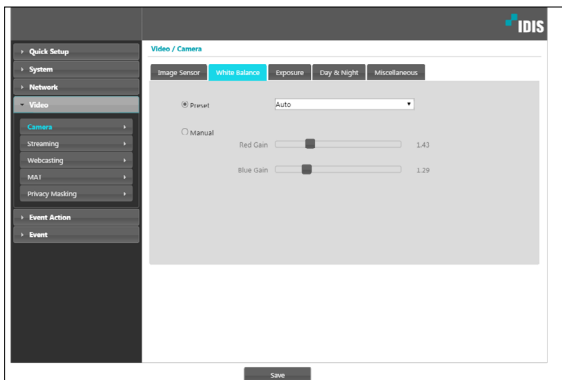 IDIS
Quick Setup
System
Network
Video
Camera
Streaming
Webcasting
MAT
Privacy Masking
Event Action
Event
Video / Camera
Image Sensor White Balance Exposure Day & Night Miscellaneous
Preset Auto
Manual
Red Gain 1.43
Blue Gain 1.29
Save